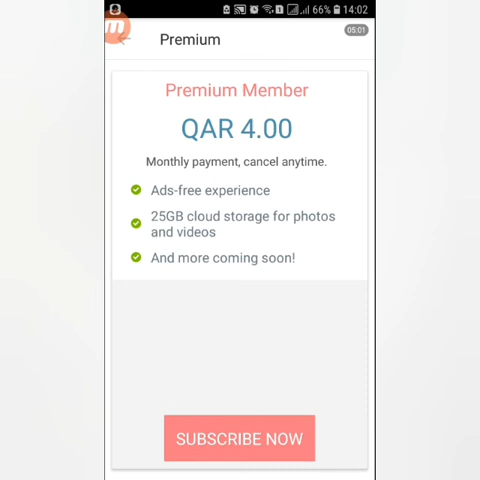 66% 14:02
m
05:01
Premium
Premium Member
QAR 4.00
Monthly payment, cancel anytime.
Ads-free experience
25GB cloud storage for photos
and videos
And more coming soon!
SUBSCRIBE NOW